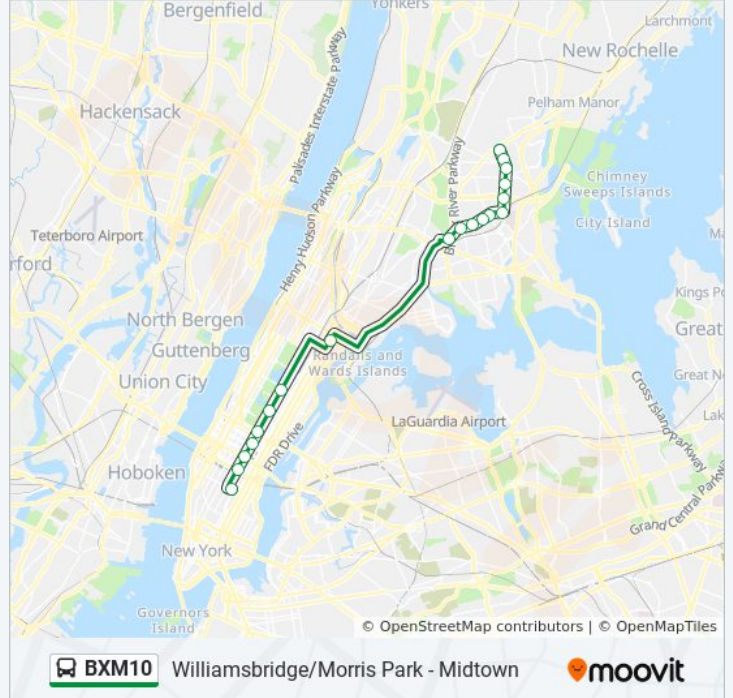 Bergenfield
Yonkers
Larchmont
New Rochelle
Palisades Interstate Parkway
Pelham Manor
Hackensack
River Parkway
Chimney
Sweeps Islands
Henry Hudson Parkway
City Island
Teterboro Airport
rford
Kings Po
North Bergen
Great
Guttenberg
Randalls and
Wards Islands
Union City
Great N
Cross Island Parkway
LaGuardia Airport
Lak
FDR Drive
Hoboken
Grand Central Parkw
New York
Governors
Island
© OpenStreetMap contributors | © OpenMapTiles
BXM10 Williamsbridge/Morris Park - Midtown
moovit